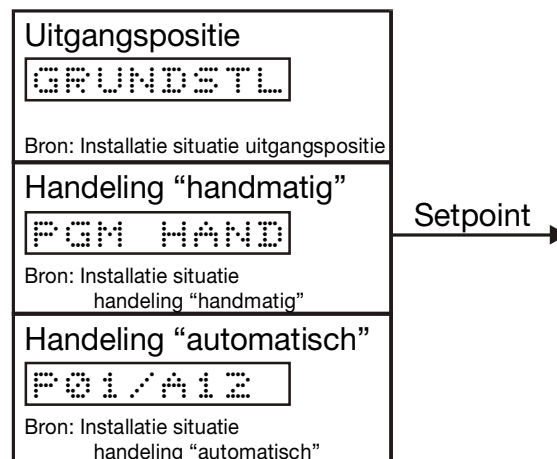 Uitgangspositie
GRUNDSTL
Bron: Installatie situatie uitgangspositie
Handeling “handmatig”
PGM HAND
Setpoint
Bron: Installatie situatie
handeling “handmatig”
Handeling “automatisch”
P01/A12
Bron: Installatie situatie
handeling “automatisch”